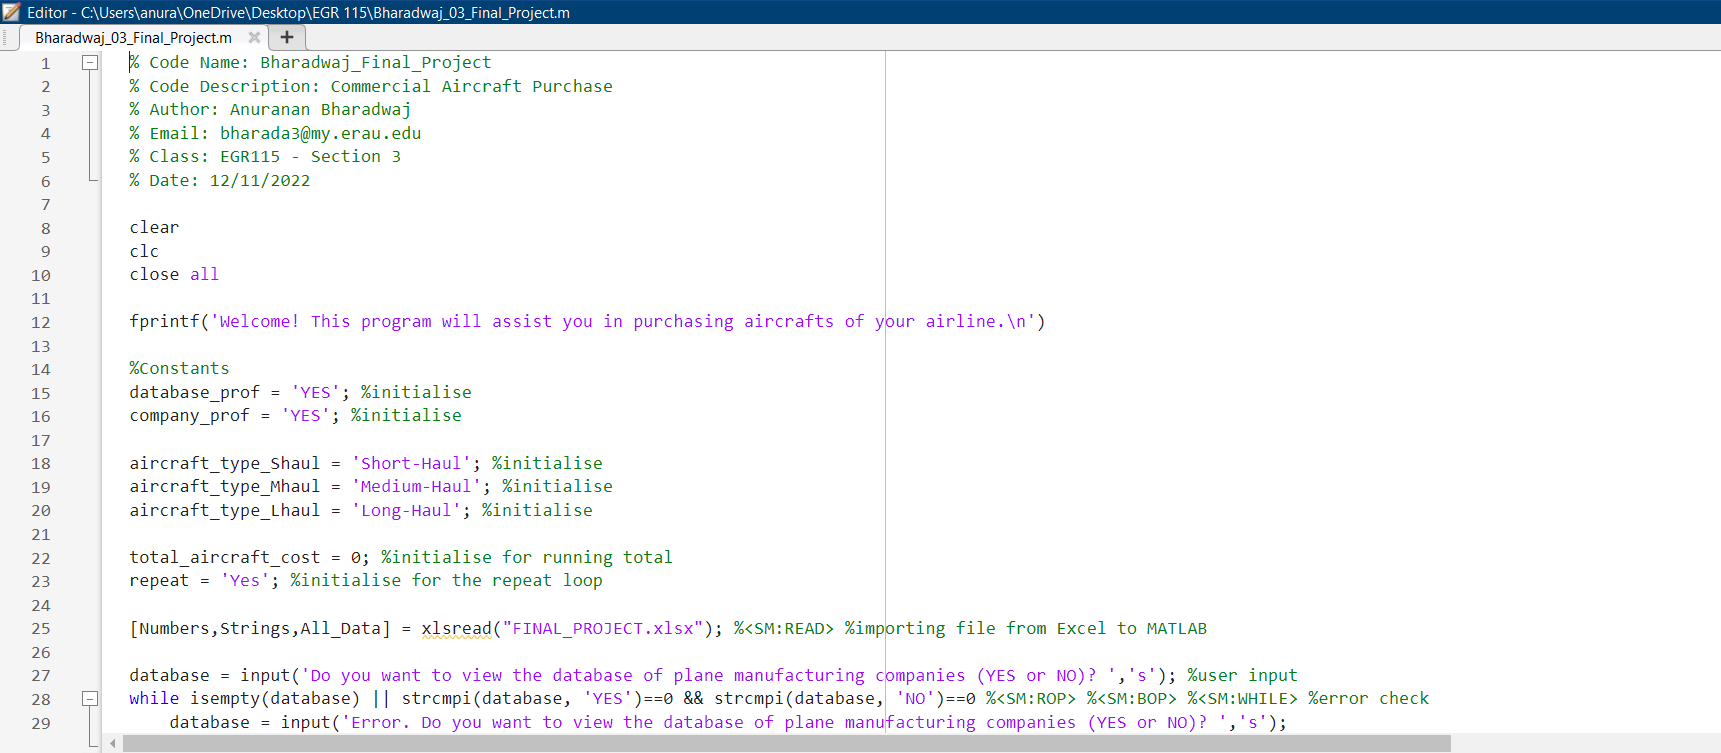 Editor - C:\Users\anura\OneDrive\Desktop\EGR 115\Bharadwaj_03_Final_Project.m
Bharadwaj_03_Final_Project.m
1 % Code Name: Bharadwaj_Final_Project
2 % Code Description: Commercial Aircraft Purchase
3 % Author: Anuranan Bharadwaj
4 % Email: bharada3@my.erau.edu
5 % Class: EGR115 - Section 3
6 % Date: 12/11/2022
7
8 clear
9 clc
10 close all
11
12 fprintf('Welcome! This program will assist you in purchasing aircrafts of your airline.\n')
13
14 %Constants
15 database_prof = 'YES'; %initialise
16 company_prof = 'YES'; %initialise
17
18 aircraft_type_Shaul = 'Short-Haul'; %initialise
19 aircraft_type_Mhaul = 'Medium-Haul'; %initialise
20 aircraft_type_Lhaul = 'Long-Haul'; %initialise
21
22 total_aircraft_cost = 0; %initialise for running total
23 repeat = 'Yes'; %initialise for the repeat loop
24
25 [Numbers,Strings,All_Data] = xlsread("FINAL_PROJECT.xlsx"); %<SM:READ> %importing file from Excel to MATLAB
26
27 database = input('Do you want to view the database of plane manufacturing companies (YES or NO)? ','s'); %user input
28 while isempty(database) || strcmpi(database, 'YES')==0 && strcmpi(database, 'NO')==0 %<SM:ROP> %<SM:BOP> %<SM:WHILE> %error check
29 database = input('Error. Do you want to view the database of plane manufacturing companies (YES or NO)? ','s');